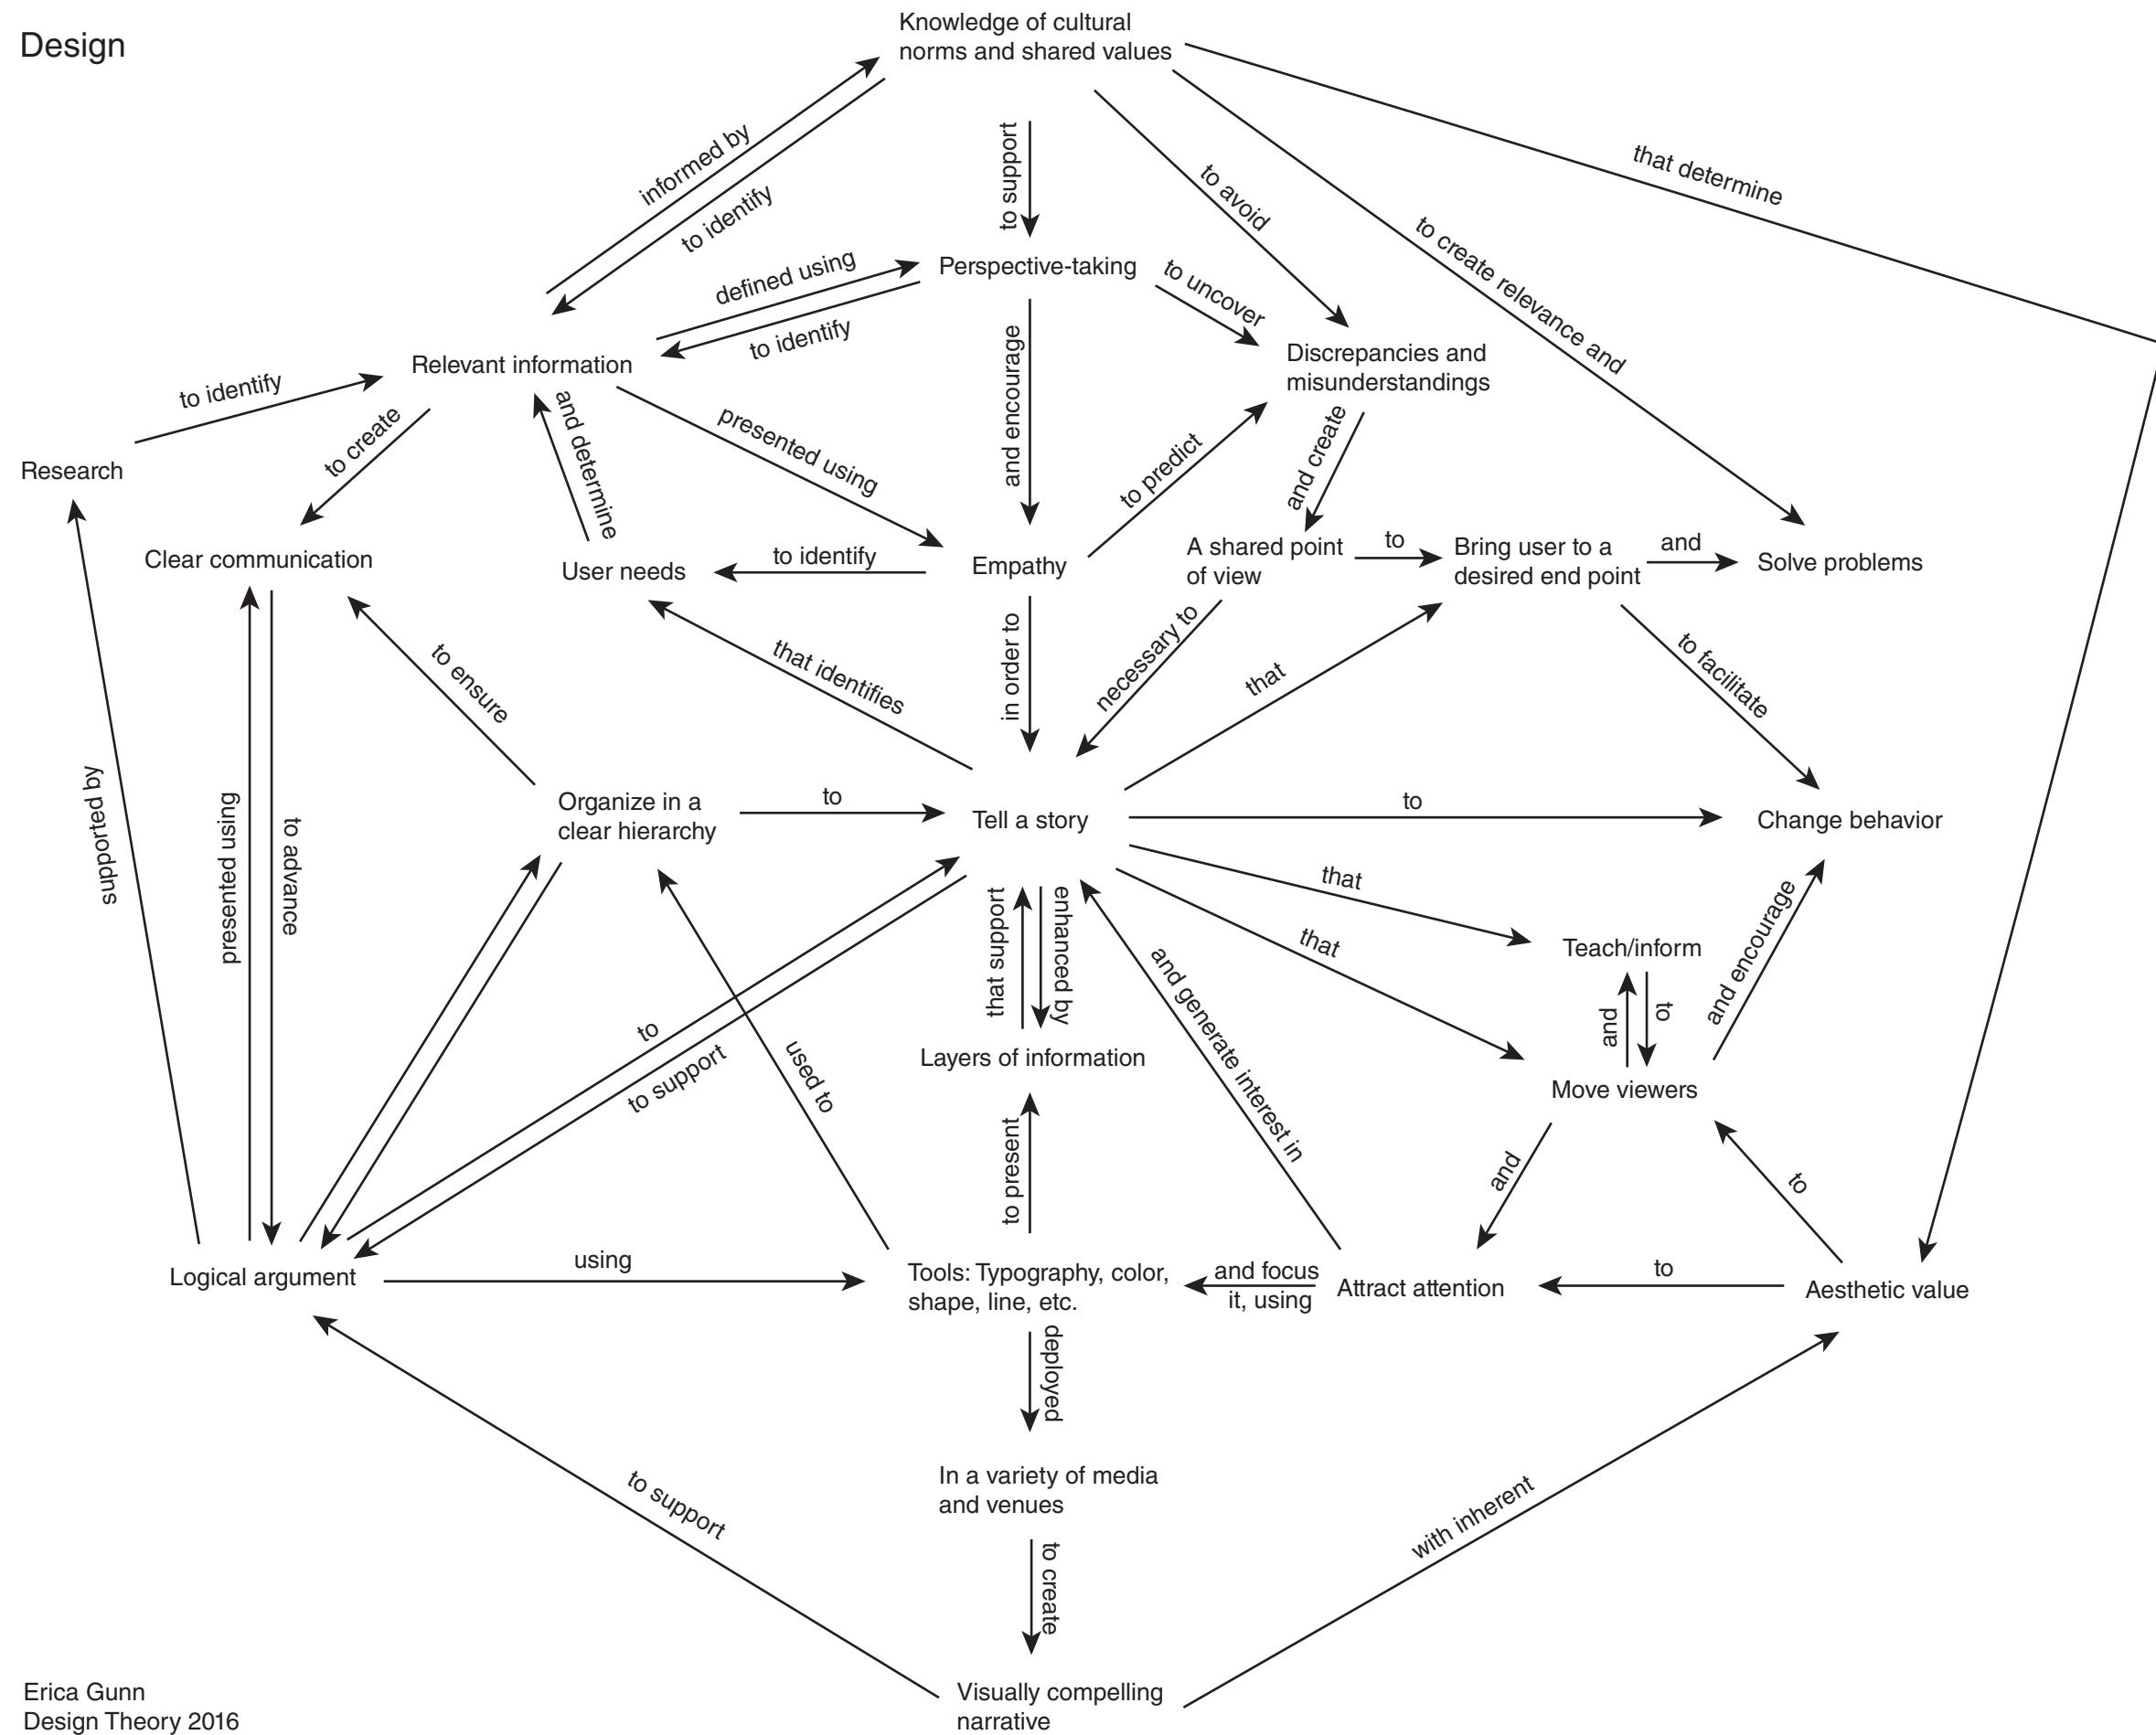 Design
Knowledge of cultural
norms and shared values
informed by
to identify
to support
to avoid
to create relevance and
that determine
defined using
to identify
Perspective-taking
to uncover
Relevant information
Discrepancies and
misunderstandings
to identify
to create
and determine
presented using
and encourage
to predict
and create
Research
Clear communication
User needs
to identify
Empathy
A shared point
of view
to
Bring user to a
desired end point
and
Solve problems
to ensure
that identifies
in order to
necessary to
that
to facilitate
supported by
presented using
to advance
Organize in a
clear hierarchy
to
Tell a story
to
Change behavior
that
that
that support
enhanced by
and generate interest in
Teach/inform
and
to
and encourage
to
to support
used to
Layers of information
Move viewers
to present
and
to
Logical argument
using
Tools: Typography, color,
shape, line, etc.
and focus
it, using
Attract attention
to
Aesthetic value
deployed
In a variety of media
and venues
to support
with inherent
to create
Visually compelling
narrative
Erica Gunn
Design Theory 2016